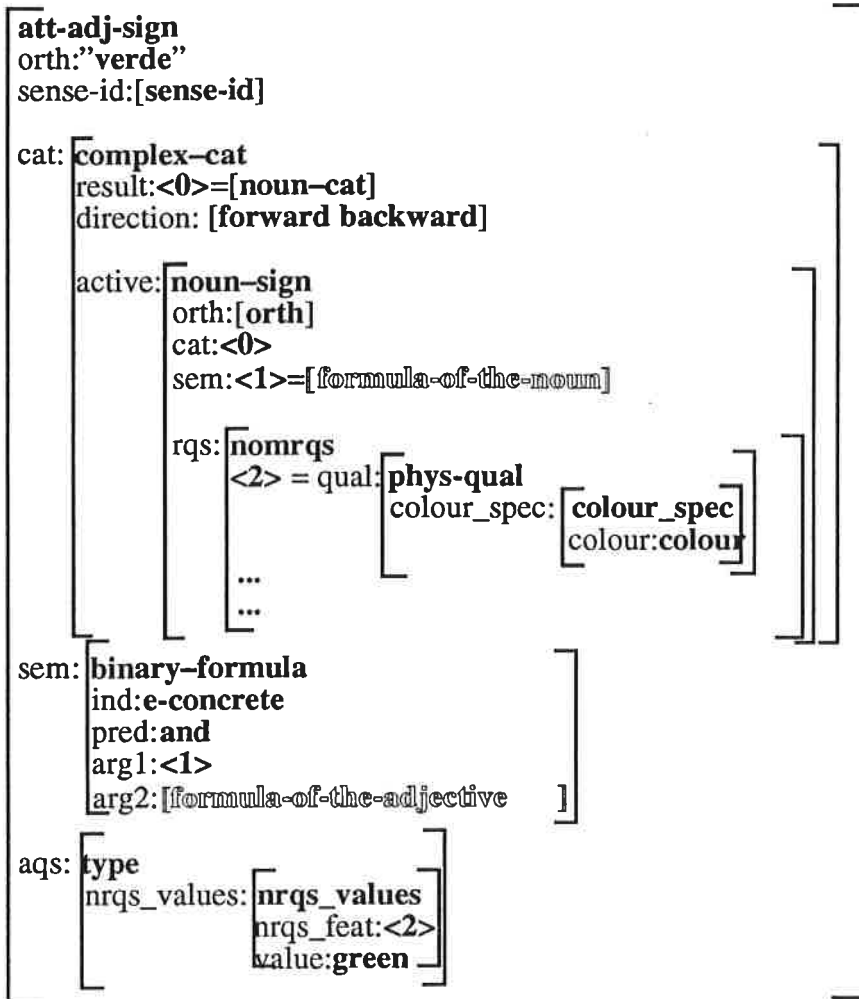 att-adj-sign
orth:”verde”
sense-id:[sense-id]
cat: complex–cat
result:<0>=[noun–cat]
direction: [forward backward]
active: noun–sign
orth:[orth]
cat:<0>
sem:<1>=[formula-of-the-noun]
rqs: nomrqs
<2> = qual: phys-qual
colour_spec: colour_spec
colour:colour
...
...
sem: binary–formula
ind:e-concrete
pred:and
arg1:<1>
arg2:[formula-of-the-adjective ]
aqs: type
nrqs_values: nrqs_values
nrqs_feat:<2>
value:green